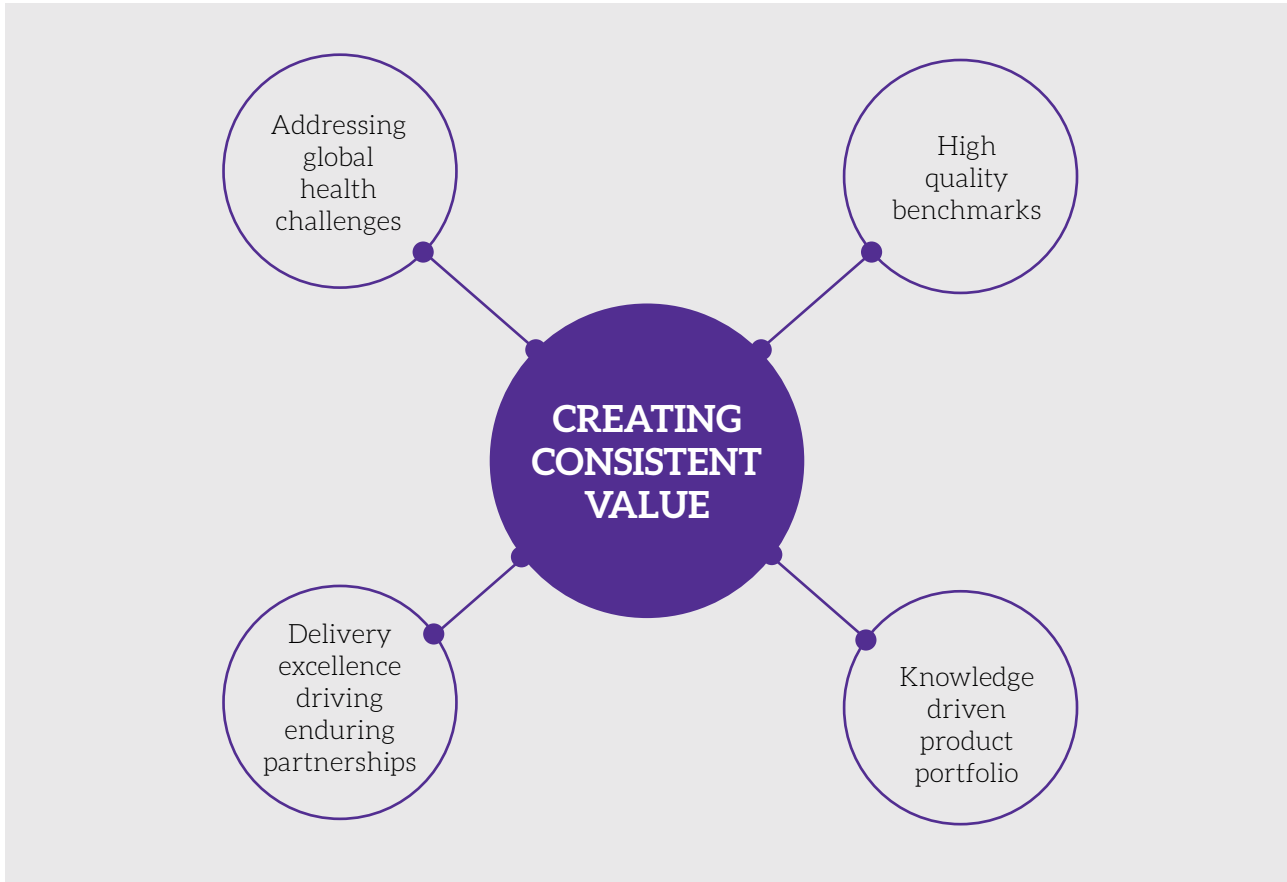 Addressing
global
health
challenges
High
quality
benchmarks
CREATING
CONSISTENT
VALUE
Delivery
excellence
driving
enduring
partnerships
Knowledge
driven
product
portfolio